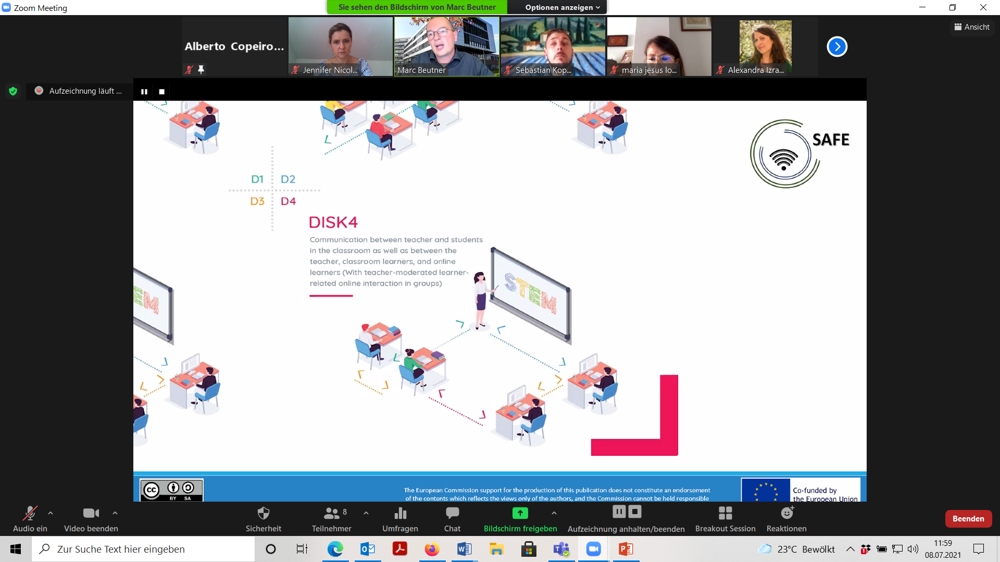 Zoom Meeting
Sie sehen den Bildschirm von Marc Beutner
Optionen anzeigen
Ansicht
Alberto Copeiro...
Jennifer Nicol...
Marc Beutner
Sebastian Kop...
maria jesus lo...
Alexandra Izra...
Aufzeichnung läuft ...
SAFE
D1 D2
D3 D4
DISK4
Communication between teacher and students
in the classroom as well as between the
teacher, classroom learners, and online
learners (With teacher-moderated learner-
related online interaction in groups)
STEM
EM
cc BY SA
The European Commission support for the production of this publication does not constitute an endorsement
of the contents which reflects the views only of the authors, and the Commission cannot be held responsible
Co-funded by
the European Union
Audio ein
Video beenden
Sicherheit
8
Teilnehmer
Umfragen
Chat
Bildschirm freigeben
Aufzeichnung anhalten/beenden
Breakout Session
Reaktionen
Beenden
Zur Suche Text hier eingeben
1
23°C Bewölkt
11:59
08.07.2021